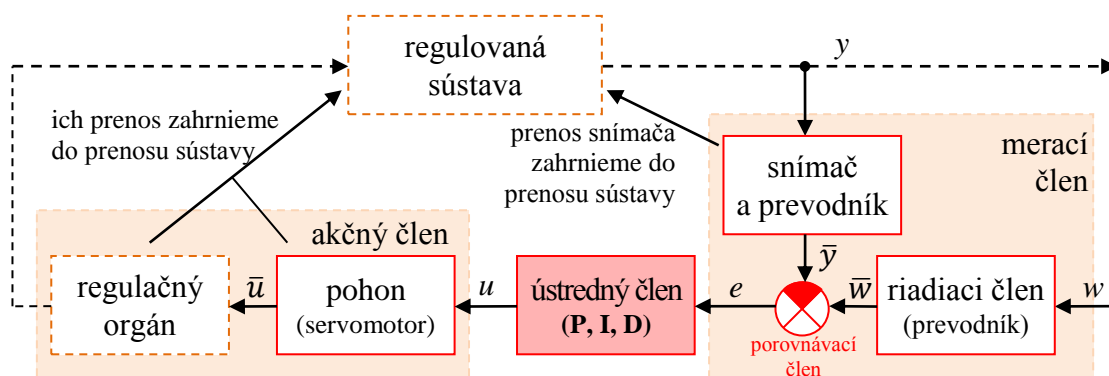 regulovaná
sústava
y
ich prenos zahrnieme
do prenosu sústavy
prenos snímača
zahrnieme do
prenosu sústavy
snímač
a prevodník
merací
člen
akčný člen
regulačný
orgán
u̅
pohon
(servomotor)
u
ústredný člen
(P, I, D)
e
y̅
w̅
porovnávací
člen
riadiaci člen
(prevodník)
w